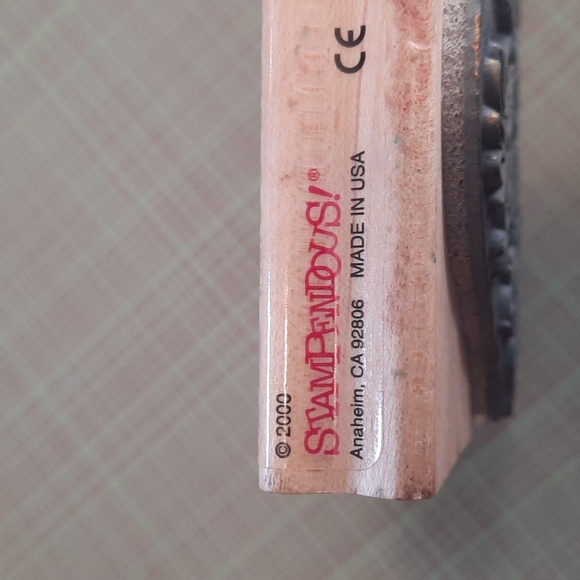 © 2000
STAMPENDOUS!®
Anaheim, CA 92806 MADE IN USA
CE